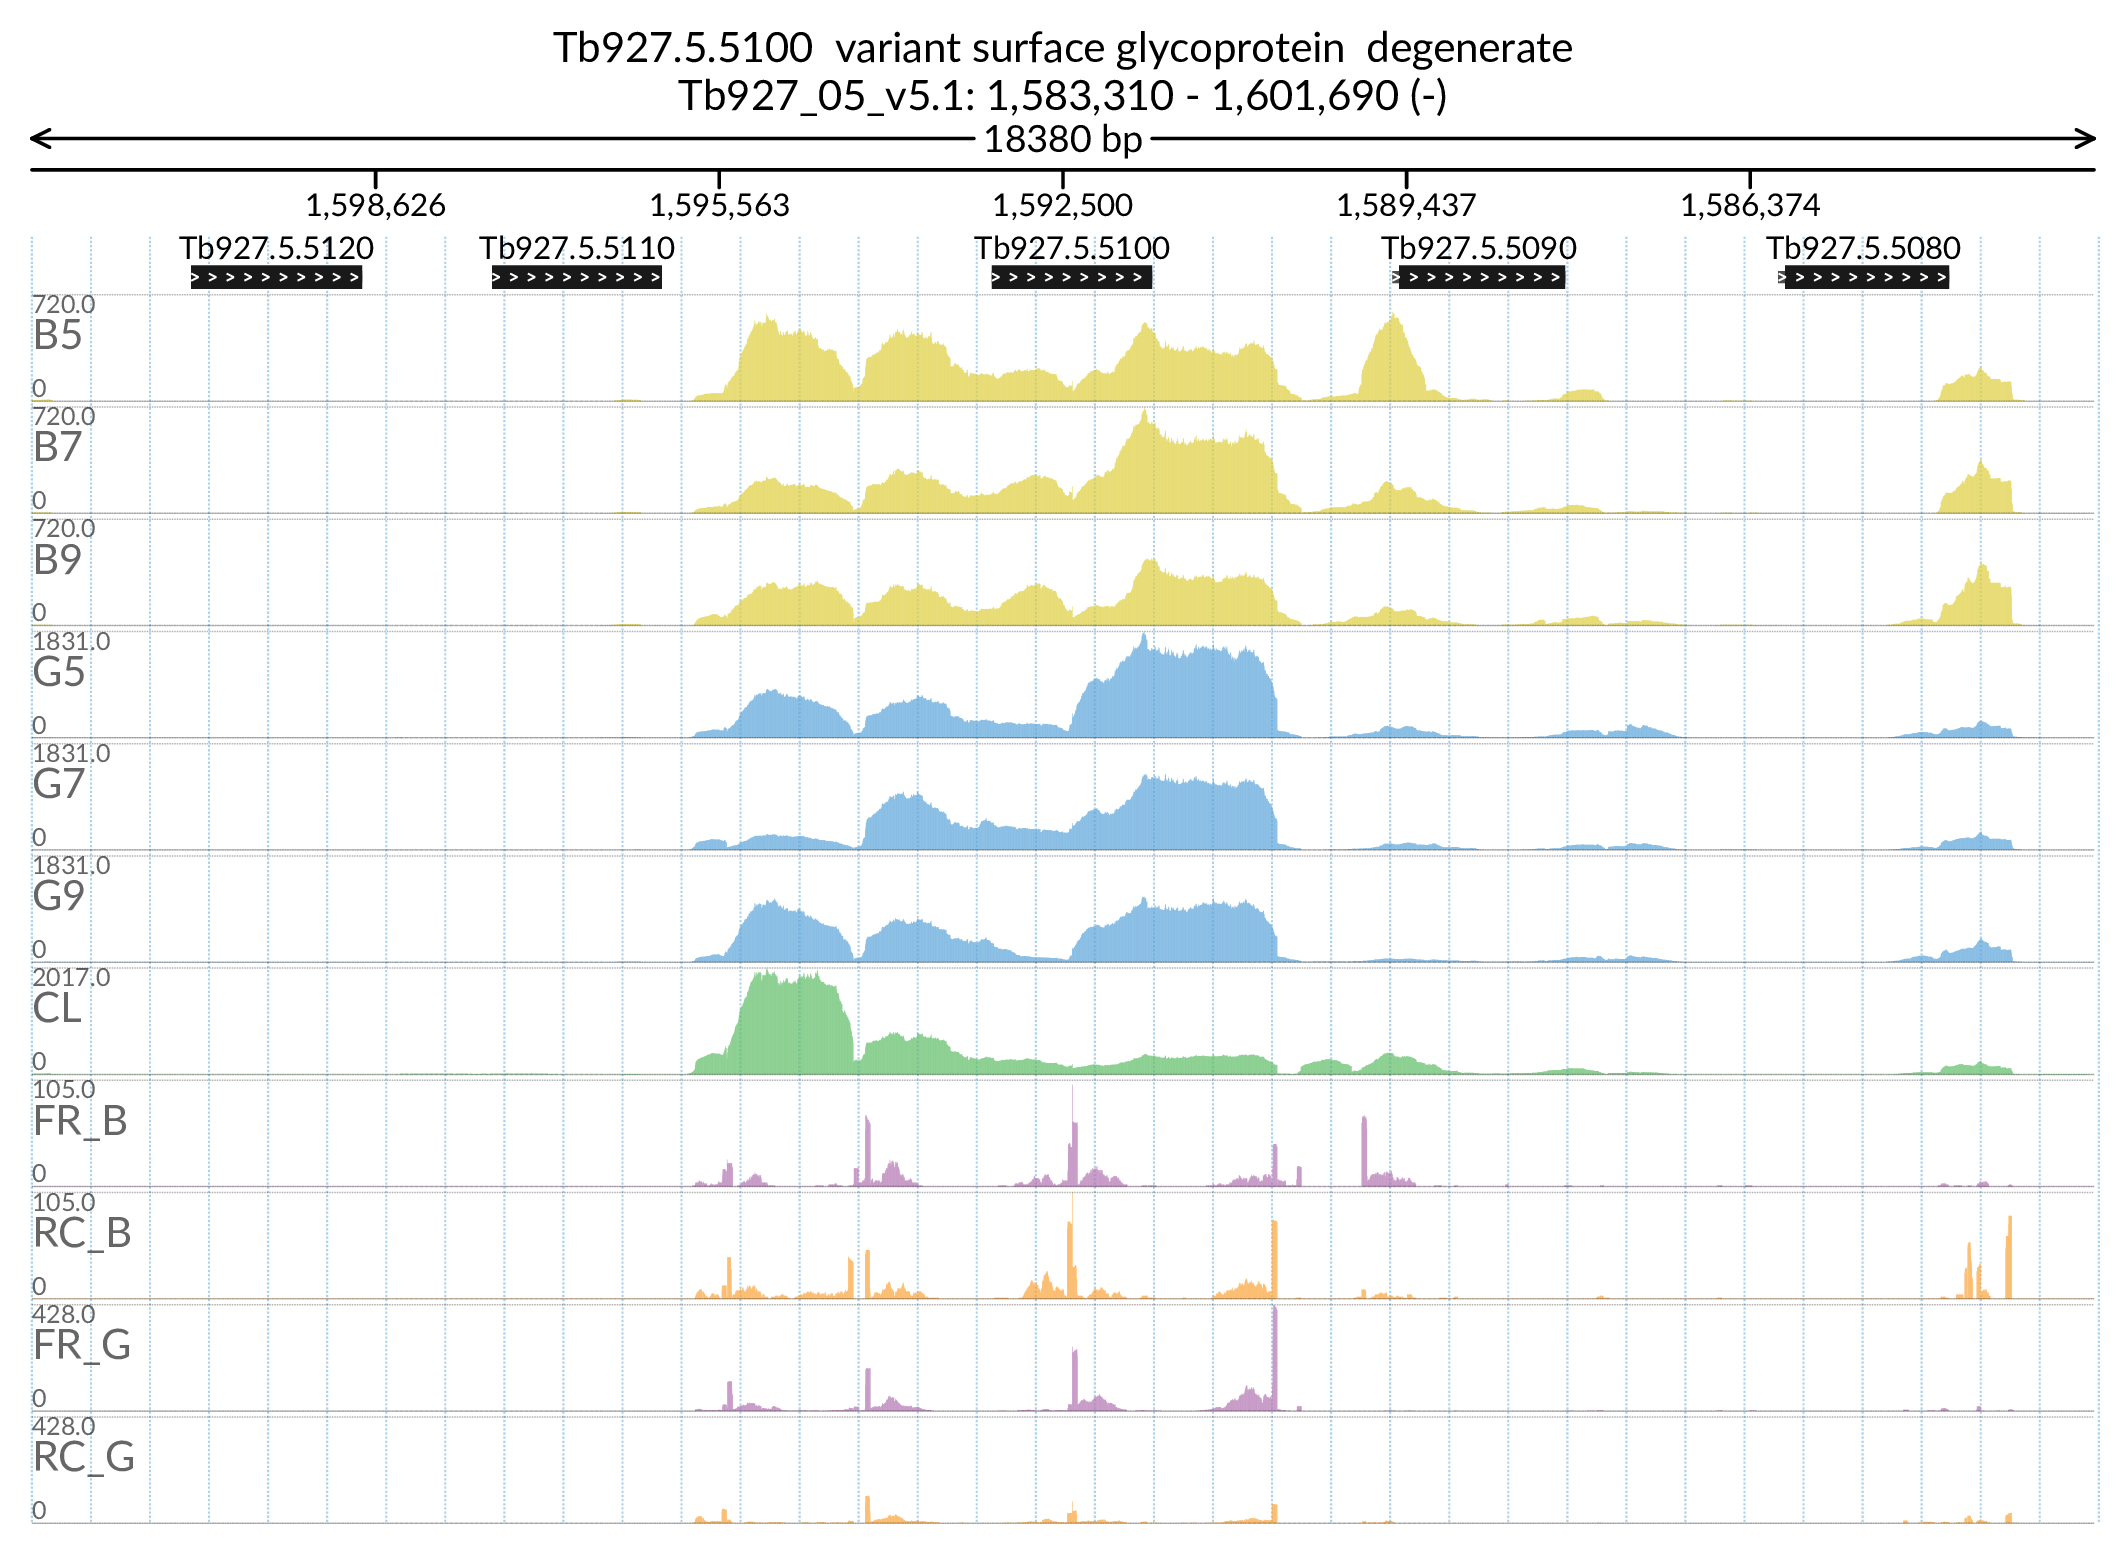 Tb927.5.5100 variant surface glycoprotein degenerate
Tb927_05_v5.1: 1,583,310 - 1,601,690 (-)
18380 bp
1,598,626 1,595,563 1,592,500 1,589,437 1,586,374
Tb927.5.5120 Tb927.5.5110 Tb927.5.5100 Tb927.5.5090 Tb927.5.5080
720.0
B5
0
720.0
B7
0
720.0
B9
0
1831.0
G5
0
1831.0
G7
0
1831.0
G9
0
2017.0
CL
0
105.0
FR_B
0
105.0
RC_B
0
428.0
FR_G
0
428.0
RC_G
0